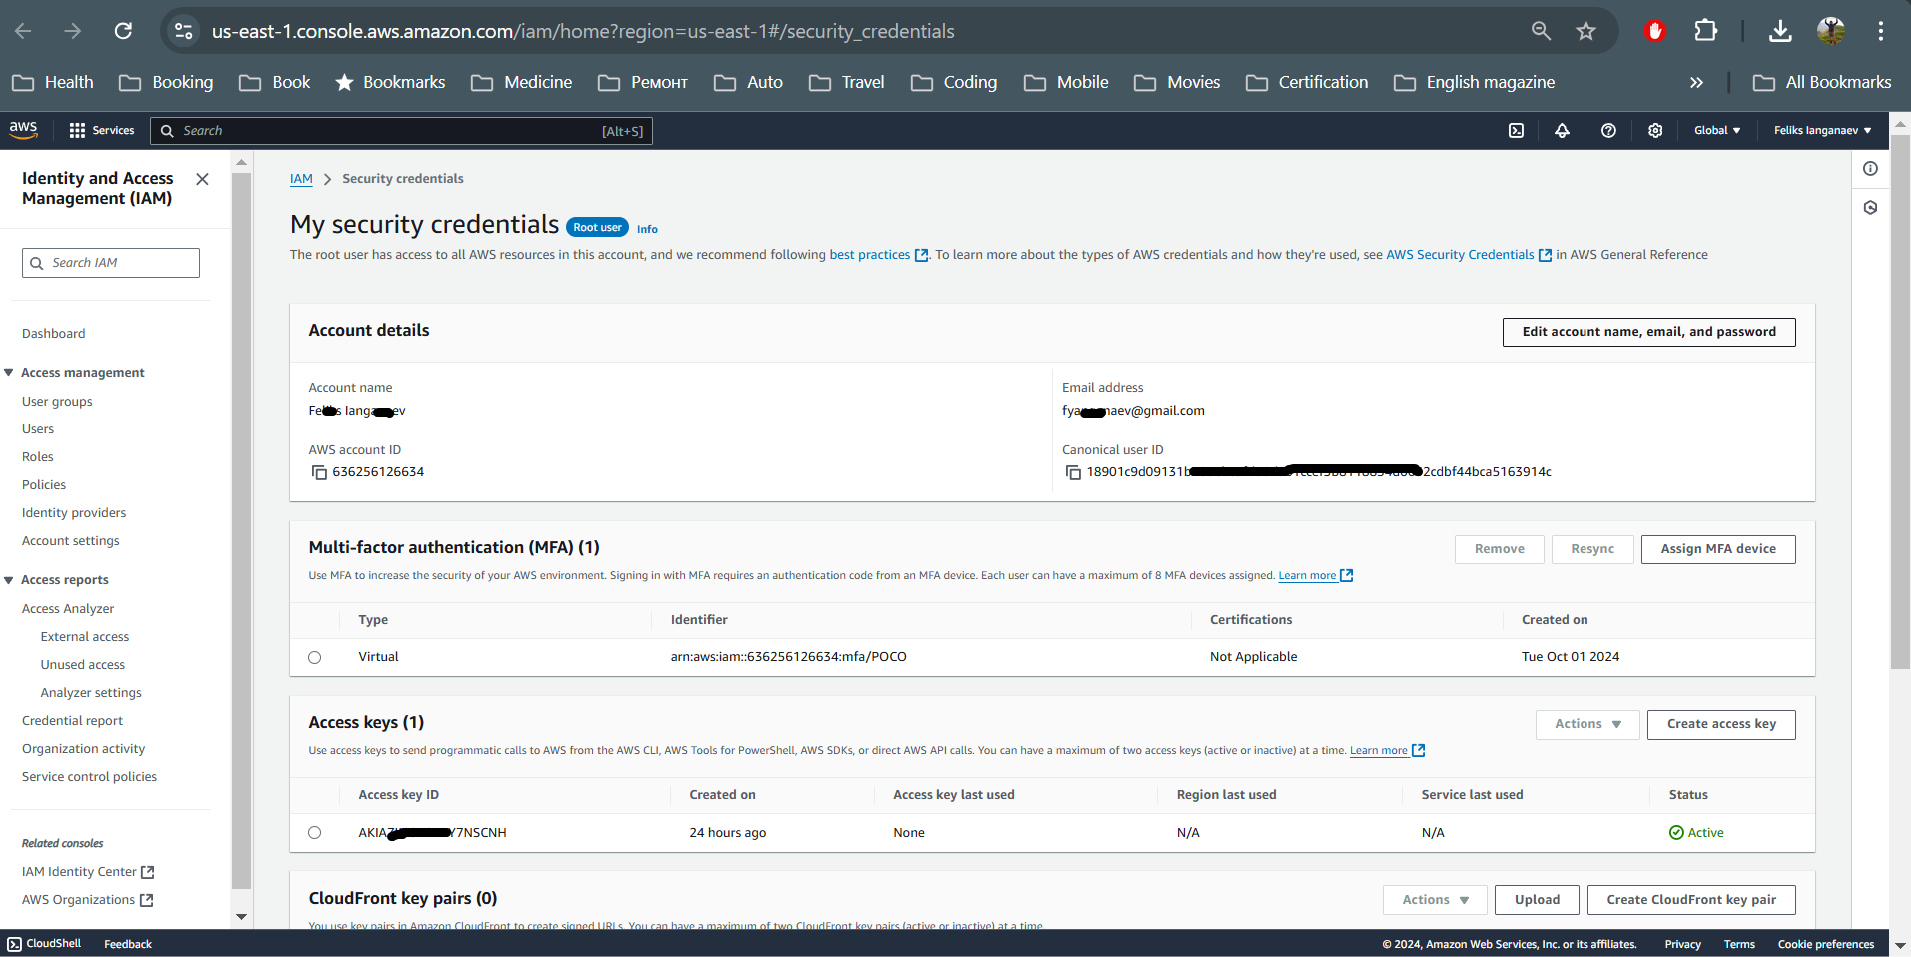 us-east-1.console.aws.amazon.com/iam/home?region=us-east-1#/security_credentials
Health Booking Book Bookmarks Medicine Ремонт Auto Travel Coding Mobile Movies Certification English magazine » All Bookmarks
aws Services Search [Alt+S] Global Feliks Ianganaev
Identity and Access Management (IAM)
Search IAM
Dashboard
Access management
User groups
Users
Roles
Policies
Identity providers
Account settings
Access reports
Access Analyzer
External access
Unused access
Analyzer settings
Credential report
Organization activity
Service control policies
Related consoles
IAM Identity Center
AWS Organizations
IAM > Security credentials
My security credentials Root user Info
The root user has access to all AWS resources in this account, and we recommend following best practices. To learn more about the types of AWS credentials and how they're used, see AWS Security Credentials in AWS General Reference
Account details
Edit account name, email, and password
Account name
Email address
AWS account ID
636256126634
Canonical user ID
Multi-factor authentication (MFA) (1)
Remove Resync Assign MFA device
Use MFA to increase the security of your AWS environment. Signing in with MFA requires an authentication code from an MFA device. Each user can have a maximum of 8 MFA devices assigned. Learn more
Type Identifier Certifications Created on
Virtual arn:aws:iam::636256126634:mfa/POCO Not Applicable Tue Oct 01 2024
Access keys (1)
Actions Create access key
Use access keys to send programmatic calls to AWS from the AWS CLI, AWS Tools for PowerShell, AWS SDKs, or direct AWS API calls. You can have a maximum of two access keys (active or inactive) at a time. Learn more
Access key ID Created on Access key last used Region last used Service last used Status
24 hours ago None N/A N/A Active
CloudFront key pairs (0)
Actions Upload Create CloudFront key pair
You use key pairs in Amazon CloudFront to create signed URLs. You can have a maximum of two CloudFront key pairs (active or inactive) at a time.
CloudShell Feedback © 2024, Amazon Web Services, Inc. or its affiliates. Privacy Terms Cookie preferences